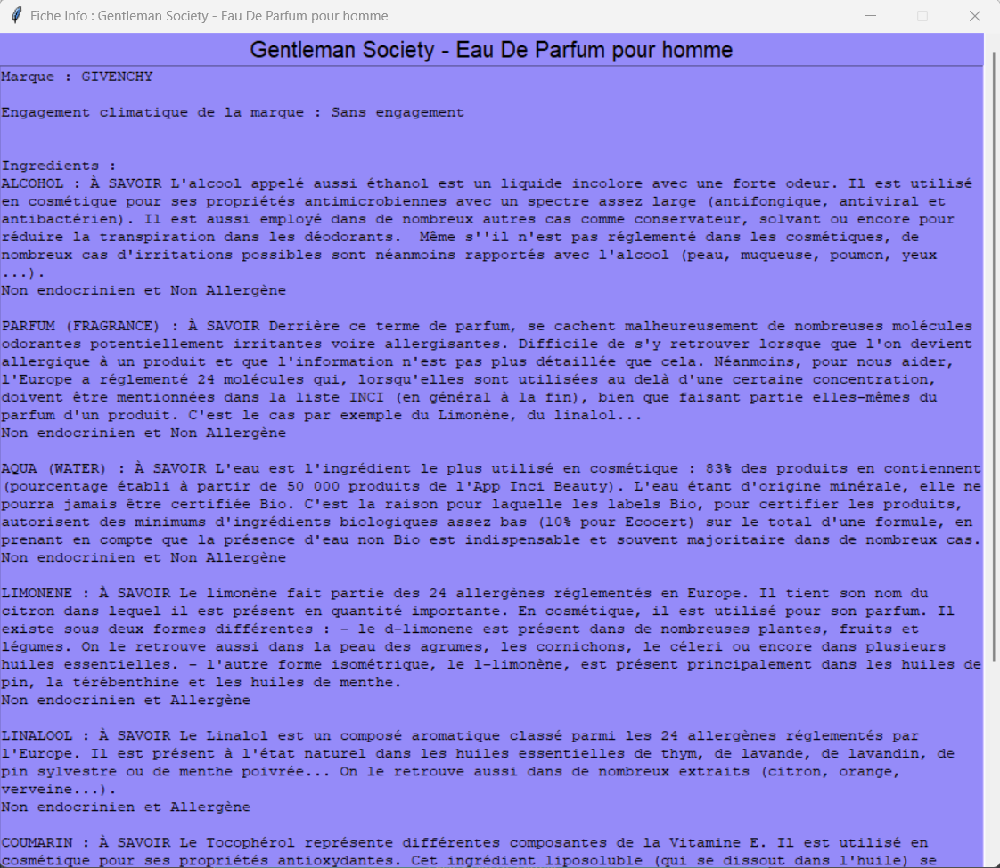 Fiche Info : Gentleman Society - Eau De Parfum pour homme
Gentleman Society - Eau De Parfum pour homme
Marque : GIVENCHY
Engagement climatique de la marque : Sans engagement
Ingredients :
ALCOHOL : À SAVOIR L'alcool appelé aussi éthanol est un liquide incolore avec une forte odeur. Il est utilisé
en cosmétique pour ses propriétés antimicrobiennes avec un spectre assez large (antifongique, antiviral et
antibactérien). Il est aussi employé dans de nombreux autres cas comme conservateur, solvant ou encore pour
réduire la transpiration dans les déodorants.  Même s''il n'est pas réglementé dans les cosmétiques, de
nombreux cas d'irritations possibles sont néanmoins rapportés avec l'alcool (peau, muqueuse, poumon, yeux
...).
Non endocrinien et Non Allergène
PARFUM (FRAGRANCE) : À SAVOIR Derrière ce terme de parfum, se cachent malheureusement de nombreuses molécules
odorantes potentiellement irritantes voire allergisantes. Difficile de s'y retrouver lorsque que l'on devient
allergique à un produit et que l'information n'est pas plus détaillée que cela. Néanmoins, pour nous aider,
l'Europe a réglementé 24 molécules qui, lorsqu'elles sont utilisées au delà d'une certaine concentration,
doivent être mentionnées dans la liste INCI (en général à la fin), bien que faisant partie elles-mêmes du
parfum d'un produit. C'est le cas par exemple du Limonène, du linalol...
Non endocrinien et Non Allergène
AQUA (WATER) : À SAVOIR L'eau est l'ingrédient le plus utilisé en cosmétique : 83% des produits en contiennent
(pourcentage établi à partir de 50 000 produits de l'App Inci Beauty). L'eau étant d'origine minérale, elle ne
pourra jamais être certifiée Bio. C'est la raison pour laquelle les labels Bio, pour certifier les produits,
autorisent des minimums d'ingrédients biologiques assez bas (10% pour Ecocert) sur le total d'une formule, en
prenant en compte que la présence d'eau non Bio est indispensable et souvent majoritaire dans de nombreux cas.
Non endocrinien et Non Allergène
LIMONENE : À SAVOIR Le limonène fait partie des 24 allergènes réglementés en Europe. Il tient son nom du
citron dans lequel il est présent en quantité importante. En cosmétique, il est utilisé pour son parfum. Il
existe sous deux formes différentes : - le d-limonene est présent dans de nombreuses plantes, fruits et
légumes. On le retrouve aussi dans la peau des agrumes, les cornichons, le céleri ou encore dans plusieurs
huiles essentielles. - l'autre forme isométrique, le l-limonène, est présent principalement dans les huiles de
pin, la térébenthine et les huiles de menthe.
Non endocrinien et Allergène
LINALOOL : À SAVOIR Le Linalol est un composé aromatique classé parmi les 24 allergènes réglementés par
l'Europe. Il est présent à l'état naturel dans les huiles essentielles de thym, de lavande, de lavandin, de
pin sylvestre ou de menthe poivrée... On le retrouve aussi dans de nombreux extraits (citron, orange,
verveine...).
Non endocrinien et Allergène
COUMARIN : À SAVOIR Le Tocophérol représente différentes composantes de la Vitamine E. Il est utilisé en
cosmétique pour ses propriétés antioxydantes. Cet ingrédient liposoluble (qui se dissout dans l'huile) se